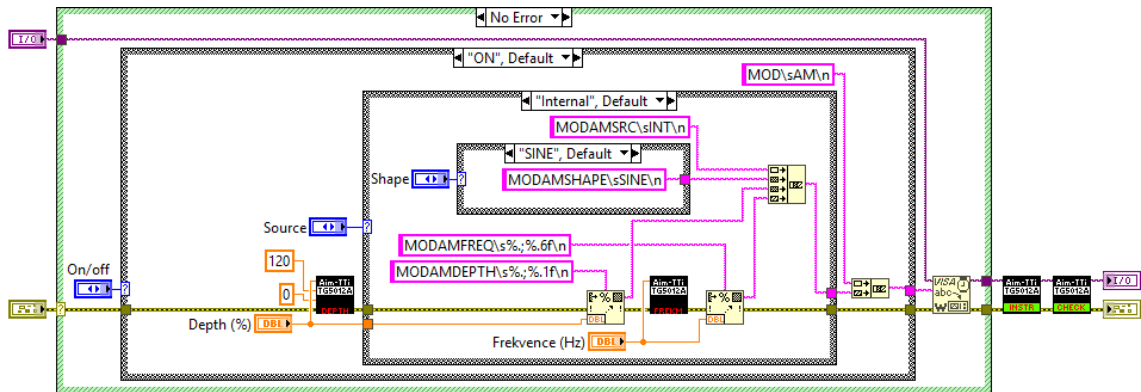 No Error
I/O
"ON", Default
MOD\sAM\n
"Internal", Default
MODAMSRC\sINT\n
"SINE", Default
Shape
MODAMSHAPE\sSINE\n
Source
MODAMFREQ\s%.;%.6f\n
120
MODAMDEPTH\s%.;%.1f\n
On/off
0
Aim-TTi
TG5012A
DEPTH
DBL
Aim-TTi
TG5012A
DBL
VISA
abc
W
Aim-TTi
TG5012A
INSTR
Aim-TTi
TG5012A
CHECK
I/O
Depth (%)
DBL
Frekvence (Hz)
DBL